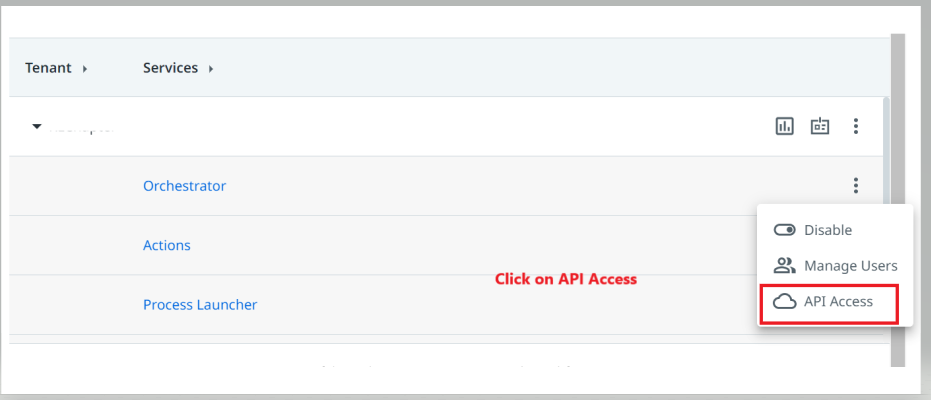 Tenant
Services
Orchestrator
Disable
Actions
Manage Users
Click on API Access
API Access
Process Launcher